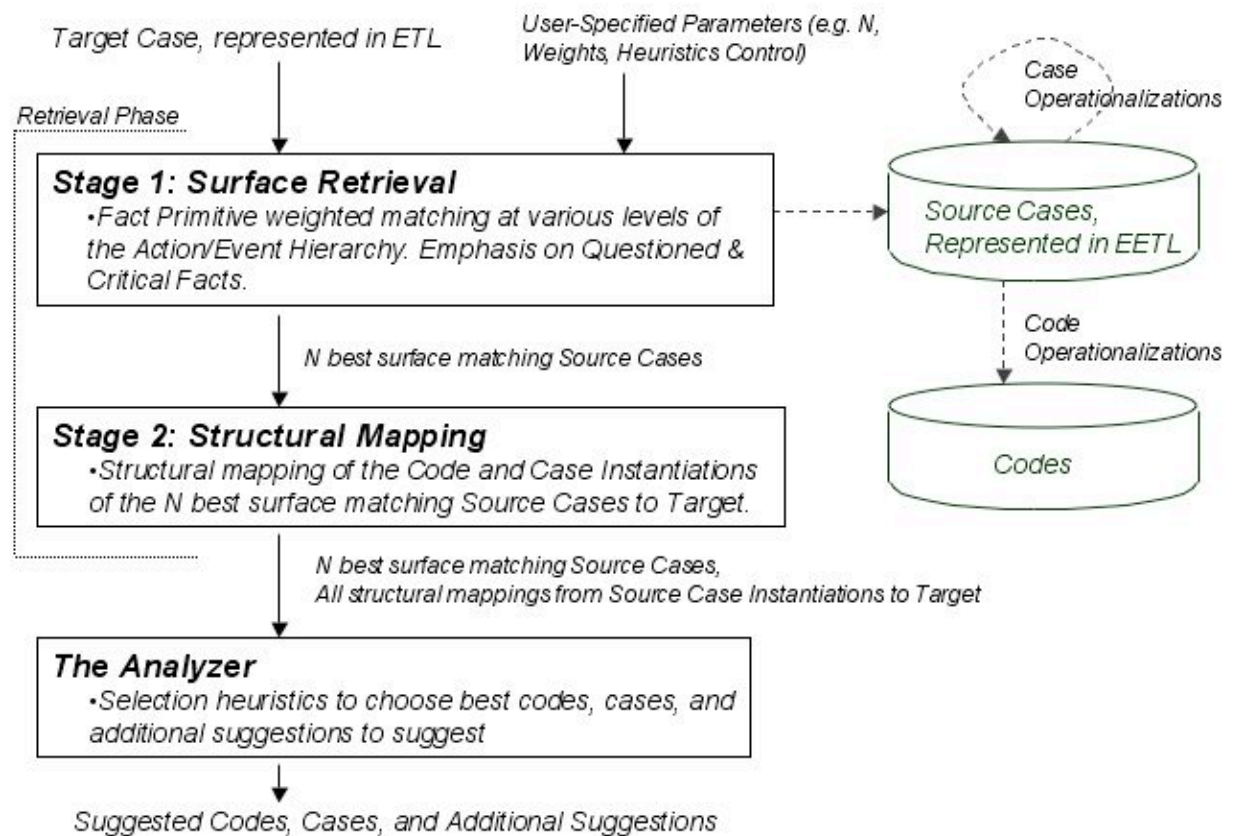 Target Case, represented in ETL
User-Specified Parameters (e.g. N,
Weights, Heuristics Control)
Retrieval Phase
Stage 1: Surface Retrieval
•Fact Primitive weighted matching at various levels of
the Action/Event Hierarchy. Emphasis on Questioned &
Critical Facts.
Case
Operationalizations
Source Cases,
Represented in EETL
N best surface matching Source Cases
Code
Operationalizations
Stage 2: Structural Mapping
•Structural mapping of the Code and Case Instantiations
of the N best surface matching Source Cases to Target.
Codes
N best surface matching Source Cases,
All structural mappings from Source Case Instantiations to Target
The Analyzer
•Selection heuristics to choose best codes, cases, and
additional suggestions to suggest
Suggested Codes, Cases, and Additional Suggestions